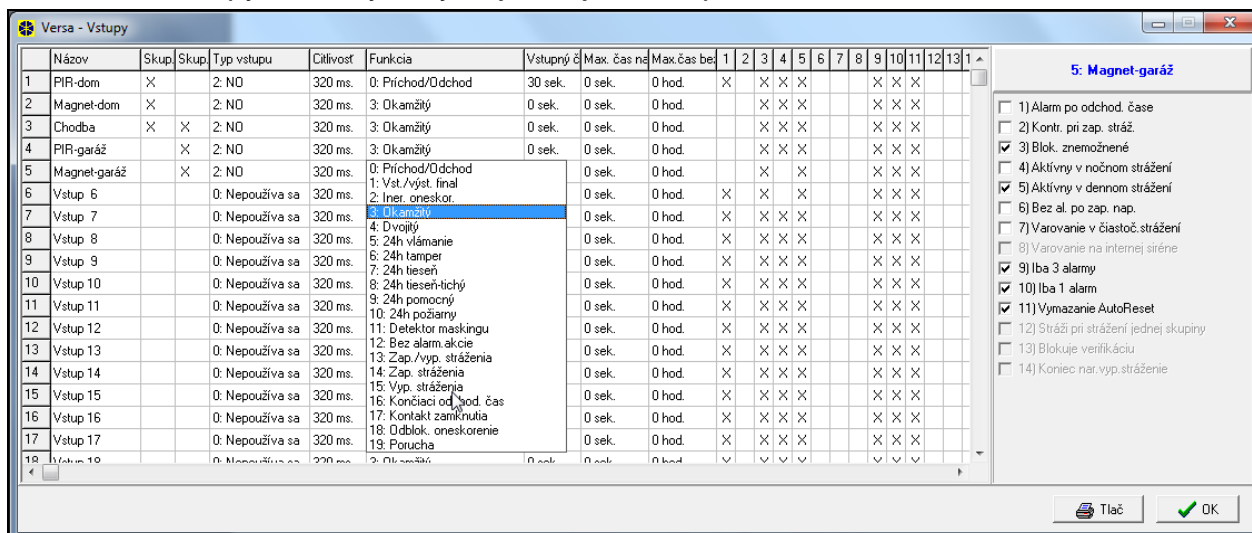 Versa - Vstupy
Názov Skup. Skup. Typ vstupu Citlivosť Funkcia Vstupný č Max. čas na Max.čas be: 1 2 3 4 5 6 7 8 9 10 11 12 13 1
1 PIR-dom X 2: NO 320 ms. 0: Príchod/Odchod 30 sek. 0 sek. 0 hod. X X X X X X X
2 Magnet-dom X 2: NO 320 ms. 3: Okamžitý 0 sek. 0 sek. 0 hod. X X X X X X
3 Chodba X X 2: NO 320 ms. 3: Okamžitý 0 sek. 0 sek. 0 hod. X X X X X X
4 PIR-garáž X 2: NO 320 ms. 3: Okamžitý 0 sek. 0 sek. 0 hod. X X X X X X
5 Magnet-garáž X 2: NO 320 ms. 0 sek. 0 hod. X X X X X
6 Vstup 6 0: Nepoužíva sa 320 ms. 0 sek. 0 hod. X X X X X X
7 Vstup 7 0: Nepoužíva sa 320 ms. 0 sek. 0 hod. X X X X X X X
8 Vstup 8 0: Nepoužíva sa 320 ms. 0 sek. 0 hod. X X X X X X X
9 Vstup 9 0: Nepoužíva sa 320 ms. 0 sek. 0 hod. X X X X X X X
10 Vstup 10 0: Nepoužíva sa 320 ms. 0 sek. 0 hod. X X X X X X X
11 Vstup 11 0: Nepoužíva sa 320 ms. 0 sek. 0 hod. X X X X X X X
12 Vstup 12 0: Nepoužíva sa 320 ms. 0 sek. 0 hod. X X X X X X X
13 Vstup 13 0: Nepoužíva sa 320 ms. 0 sek. 0 hod. X X X X X X X
14 Vstup 14 0: Nepoužíva sa 320 ms. 0 sek. 0 hod. X X X X X X X
15 Vstup 15 0: Nepoužíva sa 320 ms. 0 sek. 0 hod. X X X X X X X
16 Vstup 16 0: Nepoužíva sa 320 ms. 0 sek. 0 hod. X X X X X X X
17 Vstup 17 0: Nepoužíva sa 320 ms. 0 sek. 0 hod. X X X X X X X
0: Príchod/Odchod
1: Vst./výst. final
2: Iner. oneskor.
3: Okamžitý
4: Dvojitý
5: 24h vlámanie
6: 24h tamper
7: 24h tieseň
8: 24h tieseň-tichý
9: 24h pomocný
10: 24h požiarny
11: Detektor maskingu
12: Bez alarm.akcie
13: Zap./vyp. stráženia
14: Zap. stráženia
15: Vyp. stráženia
16: Končiaci od od. čas
17: Kontakt zamknutia
18: Odblok. oneskorenie
19: Porucha
5: Magnet-garáž
1) Alarm po odchod. čase
2) Kontr. pri zap. stráž.
3) Blok. znemožnené
4) Aktívny v nočnom strážení
5) Aktívny v dennom strážení
6) Bez al. po zap. nap.
7) Varovanie v čiastoč.strážení
8) Varovanie na internej siréne
9) Iba 3 alarmy
10) Iba 1 alarm
11) Vymazanie AutoReset
12) Stráži pri strážení jednej skupiny
13) Blokuje verifikáciu
14) Koniec nar.vyp.stráženie
Tlač
OK